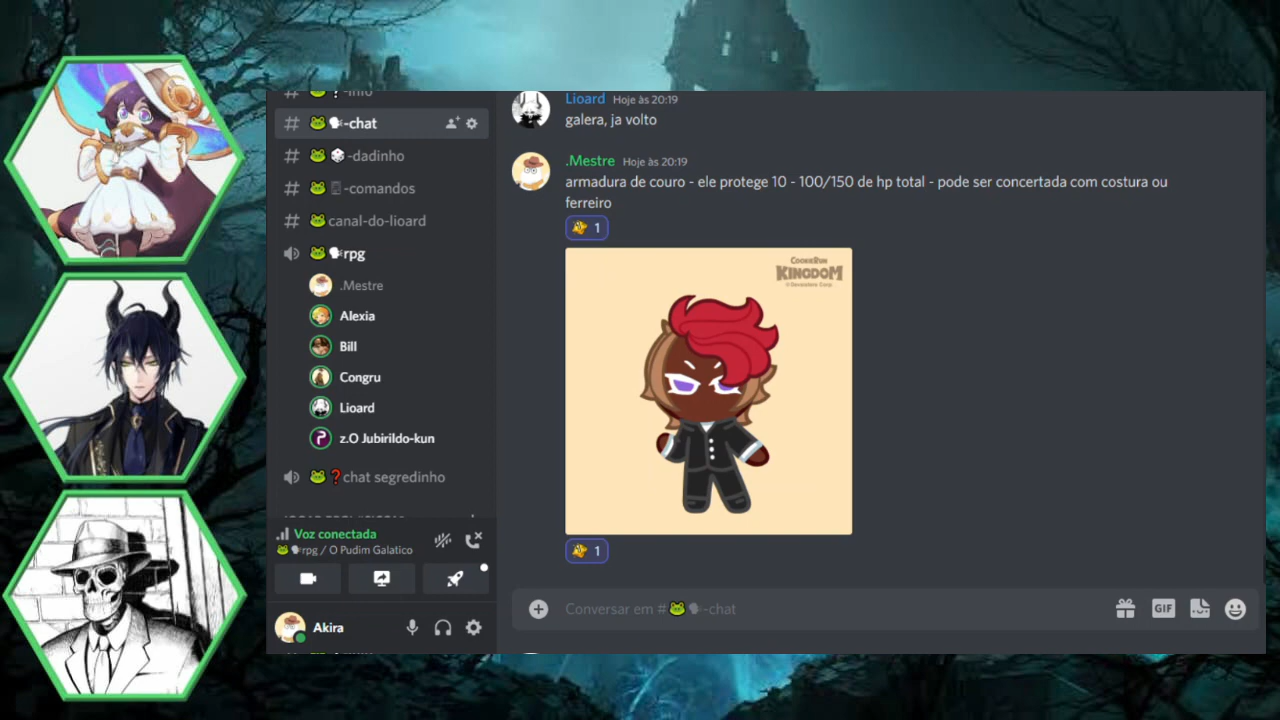 -info
-chat
-dadinho
-comandos
canal-do-lioard
rpg
.Mestre
Alexia
Bill
Congru
Lioard
z.O Jubirildo-kun
chat segredinho
Voz conectada
rpg / O Pudim Galatico
Akira
Lioard Hoje às 20:19
galera, ja volto
.Mestre Hoje às 20:19
armadura de couro - ele protege 10 - 100/150 de hp total - pode ser concertada com costura ou
ferreiro
1
CookieRun
KINGDOM
1
Conversar em # -chat
GIF